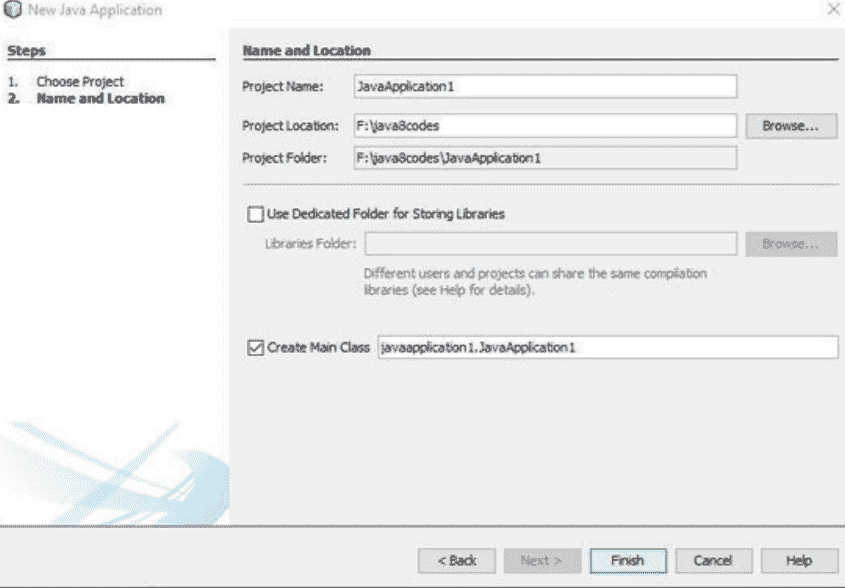 New Java Application
Steps
1. Choose Project
2. Name and Location
Name and Location
Project Name: JavaApplication1
Project Location: F:\java8codes Browse...
Project Folder: F:\java8codes\JavaApplication1
Use Dedicated Folder for Storing Libraries
Libraries Folder: Browse...
Different users and projects can share the same compilation
libraries (see Help for details).
Create Main Class javaapplication1.JavaApplication1
< Back Next > Finish Cancel Help